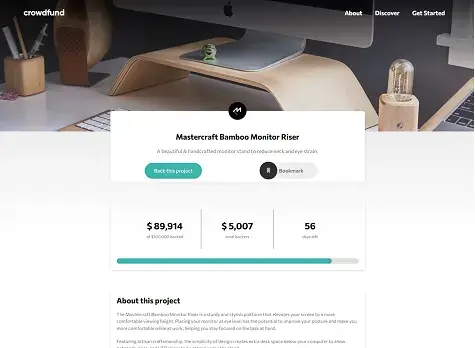 crowdfund
About
Discover
Get Started
Mastercraft Bamboo Monitor Riser
A beautiful & handcrafted monitor stand to reduce neck and eye strain.
Back this project
Bookmark
$ 89,914
$ 5,007
56
of $100,000 backed
total backers
days left
About this project
The Mastercraft Bamboo Monitor Riser is a sturdy and stylish platform that elevates your screen to a more
comfortable viewing height. Placing your monitor at eye level has the potential to improve your posture and make you
more comfortable while at work, helping you stay focused on the task at hand.
Featuring artisan craftsmanship, the simplicity of design creates extra desk space below your computer to allow